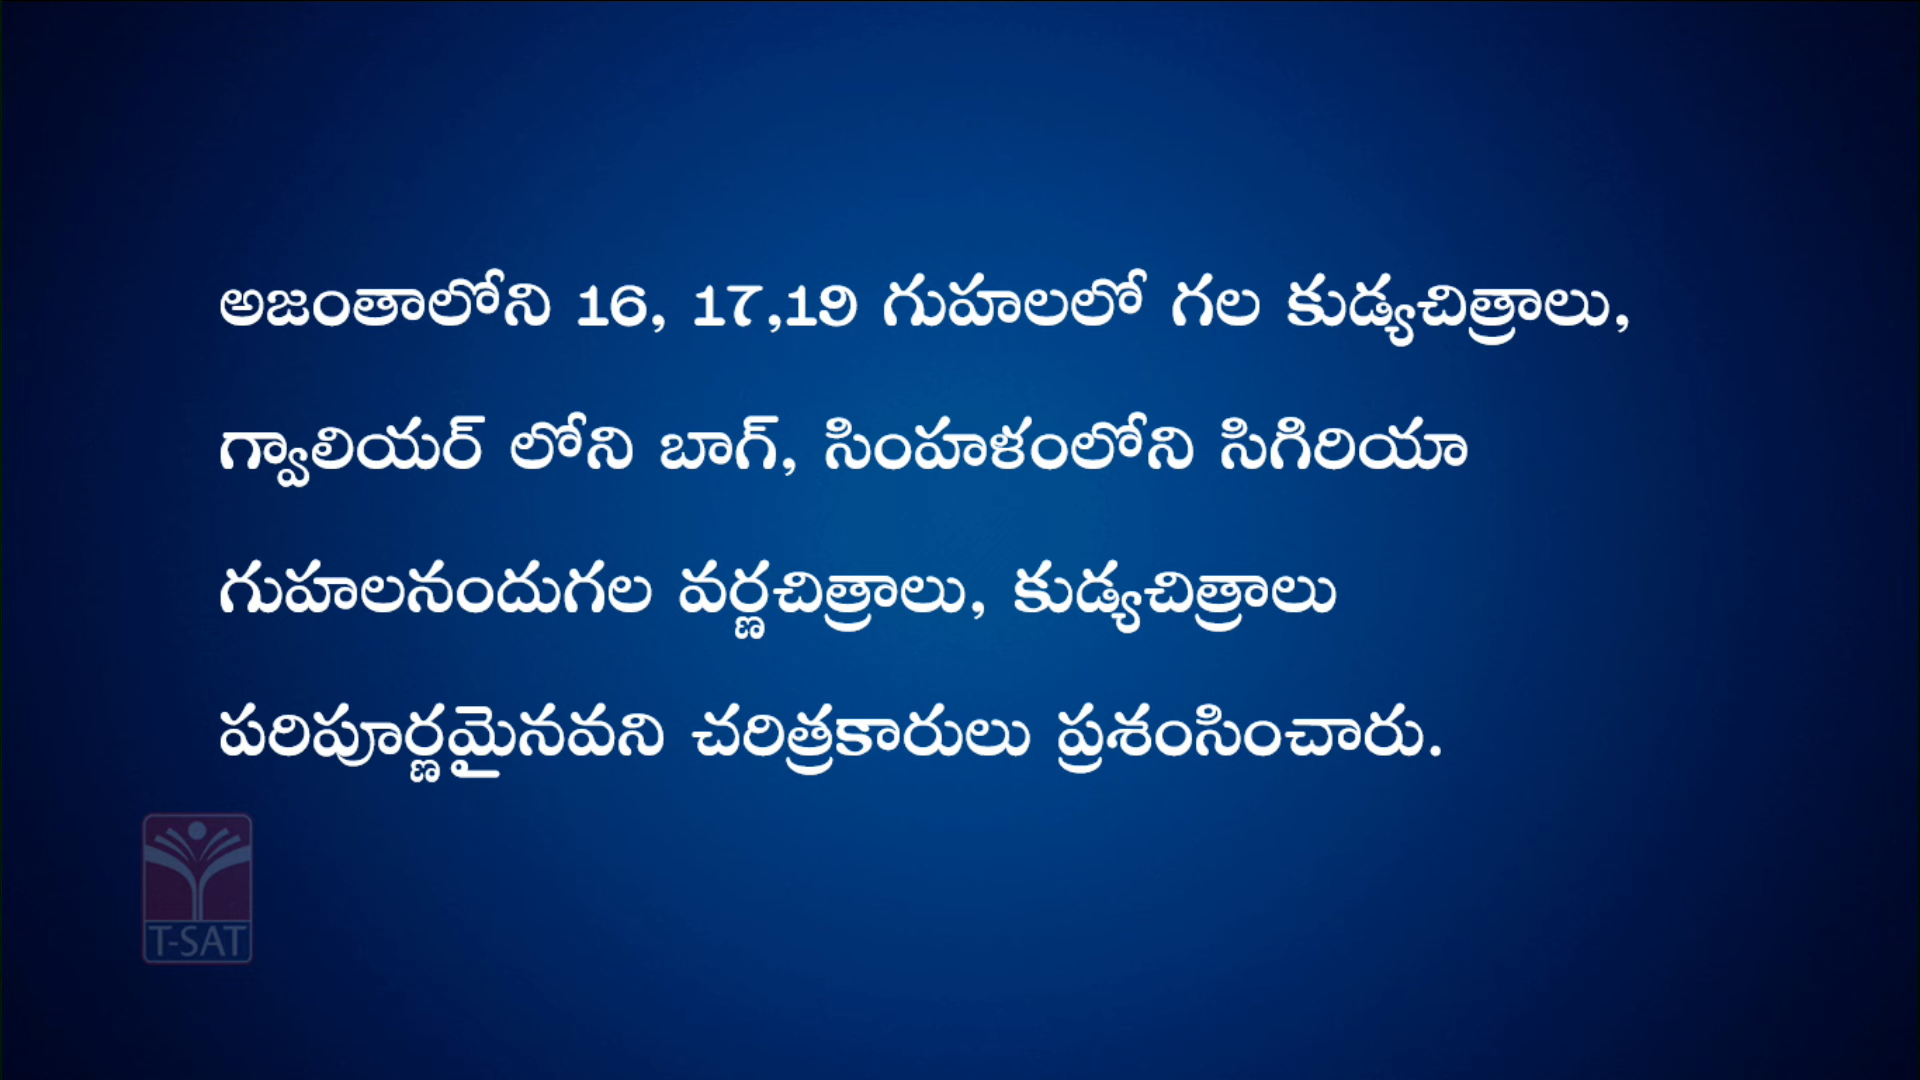 అజంతాలోని 16, 17,19 గుహలలో గల కుడ్యచిత్రాలు,
గ్వాలియర్ లోని బాగ్, సింహళంలోని సిగిరియా
గుహలనందుగల వర్ణచిత్రాలు, కుడ్యచిత్రాలు
పరిపూర్ణమైనవని చరిత్రకారులు ప్రశంసించారు.
T-SAT